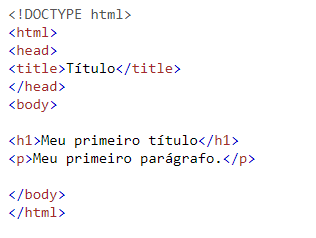 <!DOCTYPE html>
<html>
<head>
<title>Título</title>
</head>
<body>
<h1>Meu primeiro título</h1>
<p>Meu primeiro parágrafo.</p>
</body>
</html>